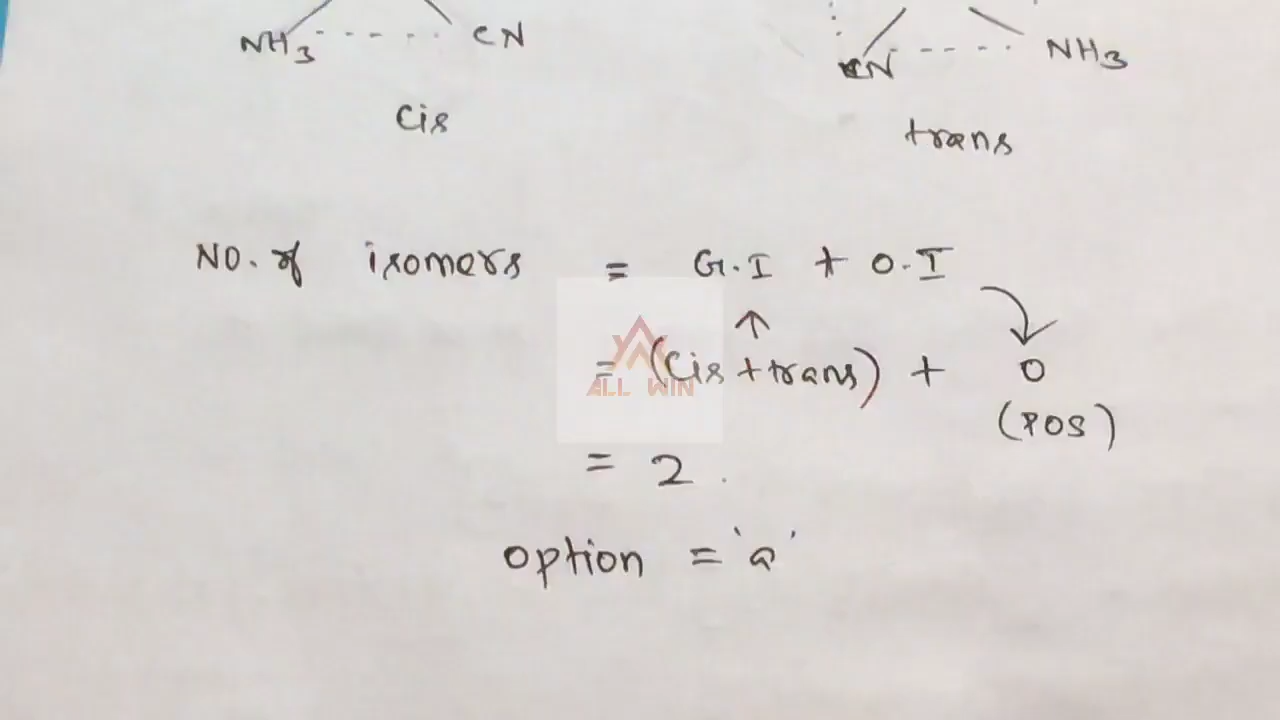 NH3 CN
CN NH3
Cis
trans
NO. of isomers = G.I + O.I
= (Cis + trans) + 0
(POS)
ALL WIN
= 2.
option = 'a'